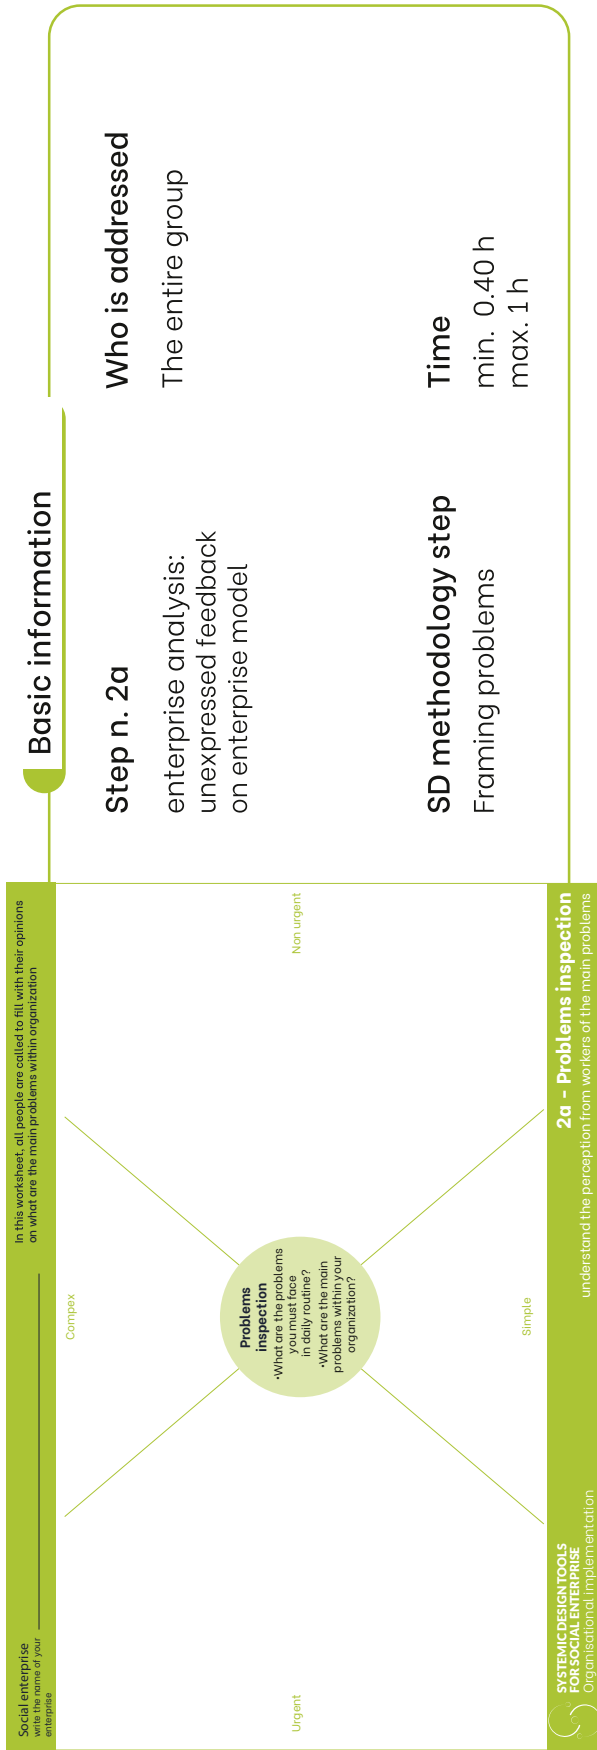 Social enterprise
write the name of your
enterprise
In this worksheet, all people are called to fill with their opinions
on what are the main problems within organization
Compex
Urgent
Problems
inspection
•What are the problems
you must face
in daily routine?
•What are the main
problems within your
organization?
Non urgent
Simple
SYSTEMIC DESIGN TOOLS
FOR SOCIAL ENTERPRISE
Organisational implementation
2a - Problems inspection
understand the perception from workers of the main problems
Basic information
Step n. 2a
enterprise analysis:
unexpressed feedback
on enterprise model
Who is addressed
The entire group
SD methodology step
Framing problems
Time
min. 0.40 h
max. 1 h